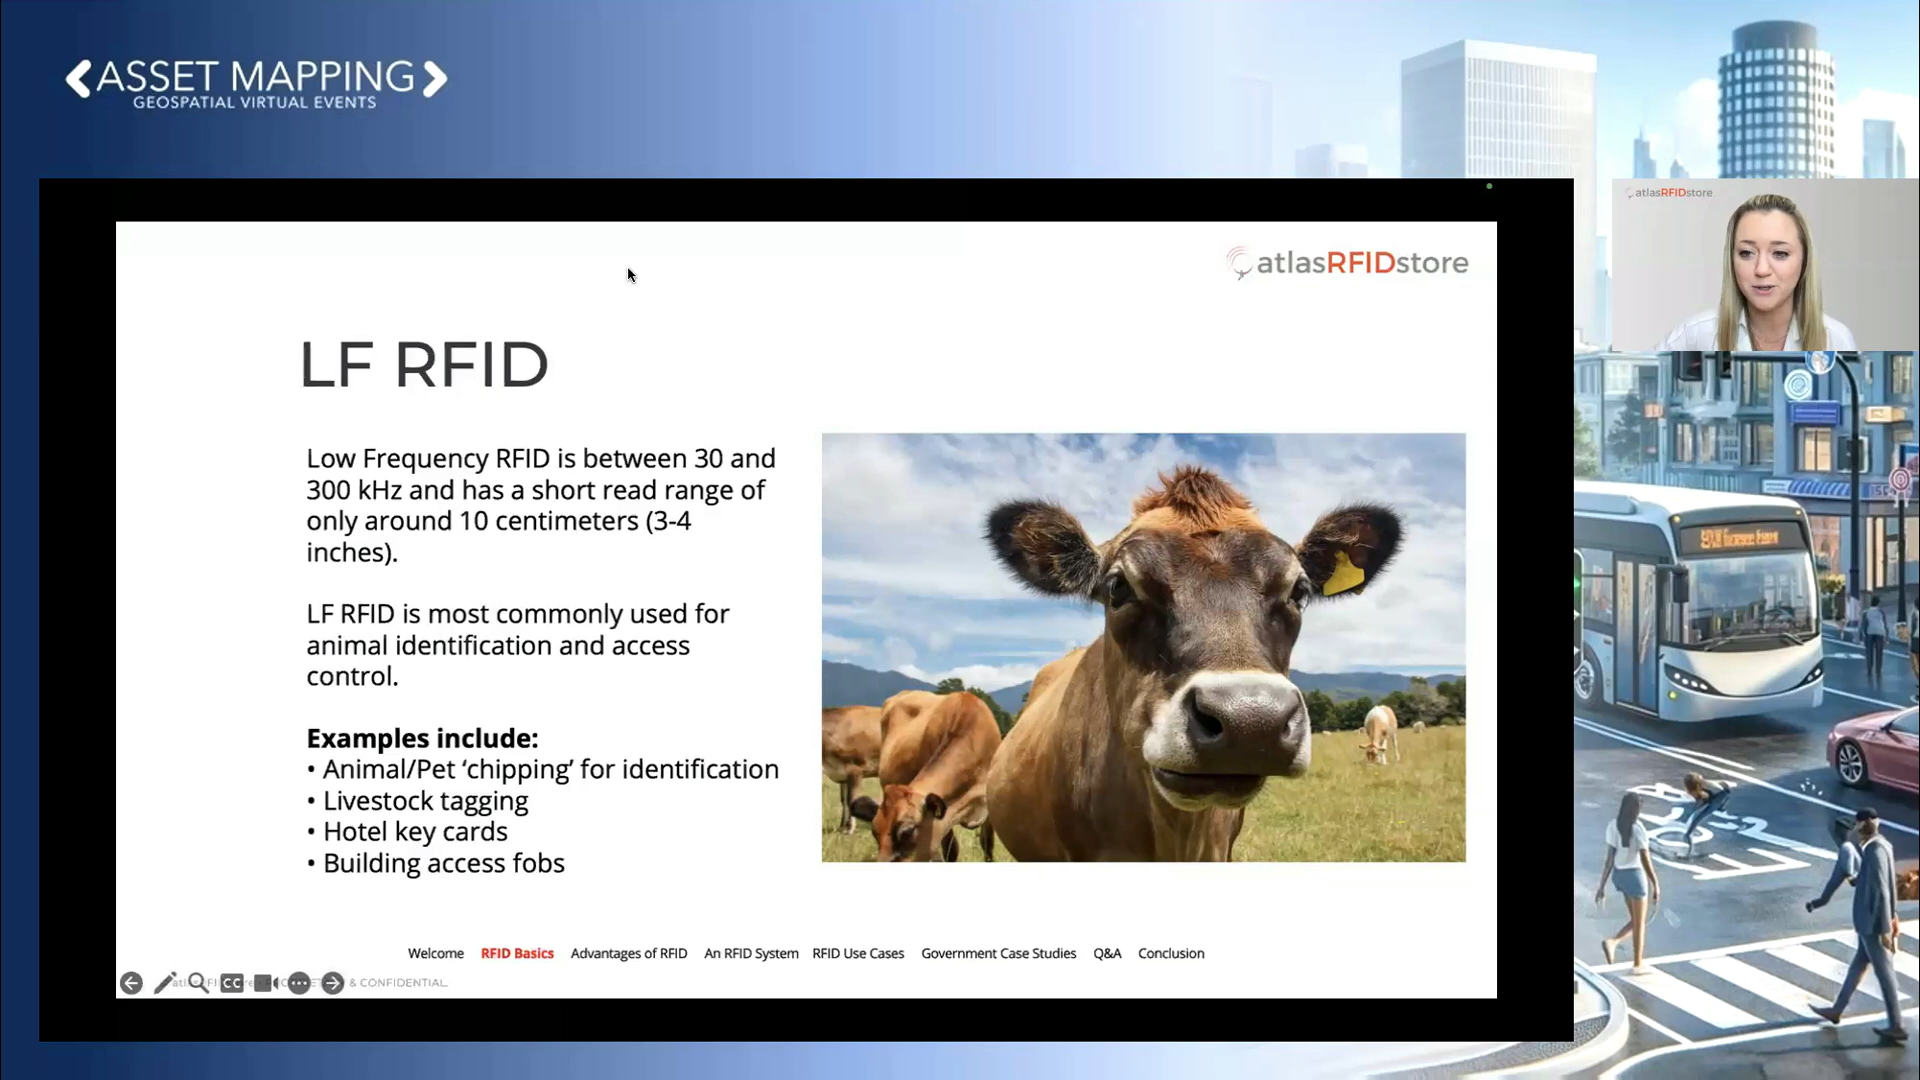 ASSET MAPPING
GEOSPATIAL VIRTUAL EVENTS
atlasRFIDstore
atlasRFIDstore
LF RFID
Low Frequency RFID is between 30 and
300 kHz and has a short read range of
only around 10 centimeters (3-4
inches).
LF RFID is most commonly used for
animal identification and access
control.
Examples include:
• Animal/Pet ‘chipping’ for identification
• Livestock tagging
• Hotel key cards
• Building access fobs
Welcome RFID Basics Advantages of RFID An RFID System RFID Use Cases Government Case Studies Q&A Conclusion
CC
& CONFIDENTIAL